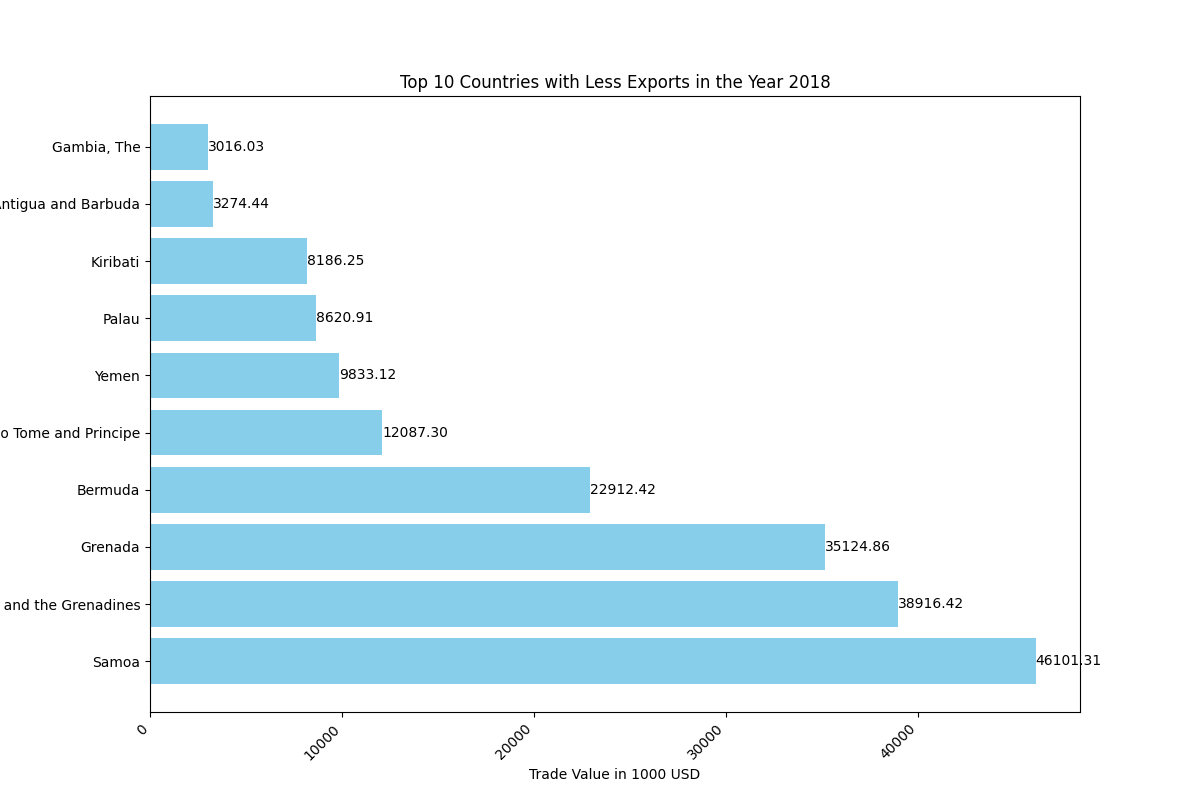 Top 10 Countries with Less Exports in the Year 2018
Gambia, The 3016.03
Antigua and Barbuda 3274.44
Kiribati 8186.25
Palau 8620.91
Yemen 9833.12
o Tome and Principe 12087.30
Bermuda 22912.42
Grenada 35124.86
and the Grenadines 38916.42
Samoa 46101.31
0 10000 20000 30000 40000
Trade Value in 1000 USD